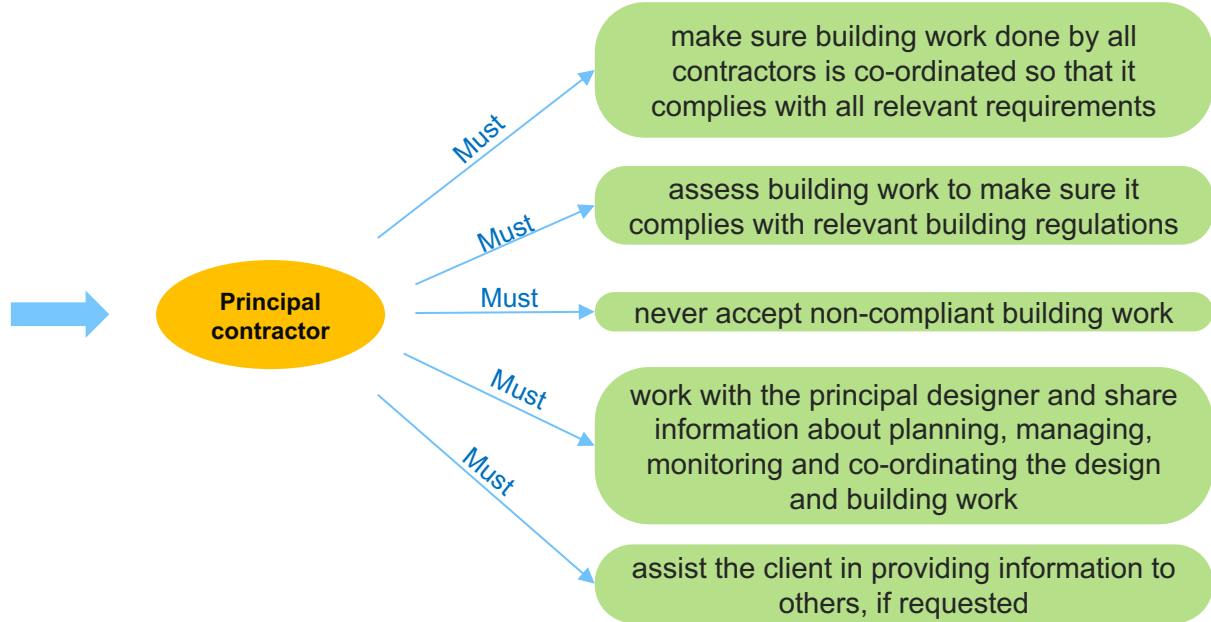 make sure building work done by all
contractors is co-ordinated so that it
complies with all relevant requirements
Must
assess building work to make sure it
complies with relevant building regulations
Must
Principal
contractor
Must
never accept non-compliant building work
Must
work with the principal designer and share
information about planning, managing,
monitoring and co-ordinating the design
and building work
Must
assist the client in providing information to
others, if requested